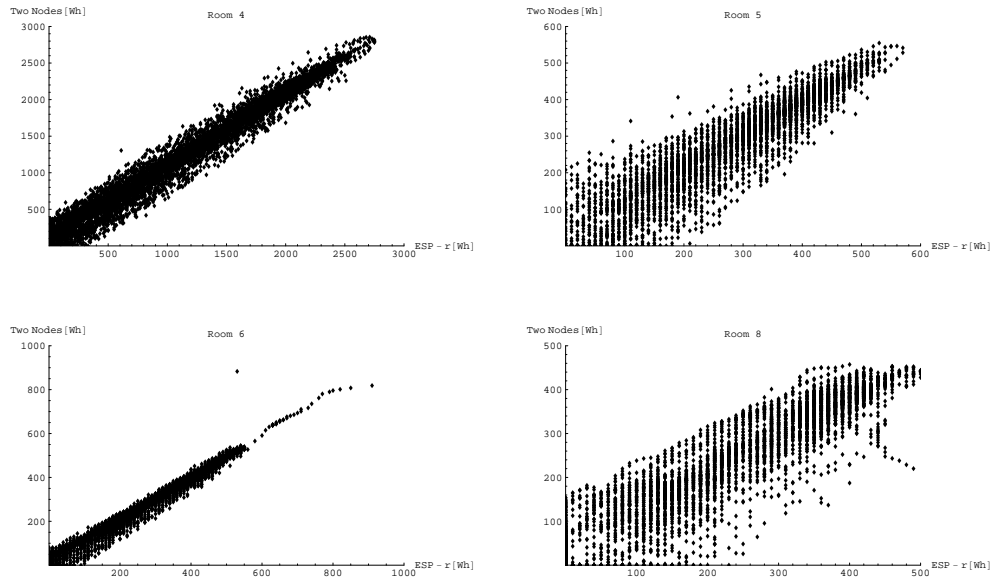 Two Nodes [Wh]
Room 4
3000
2500
2000
1500
1000
500
500 1000 1500 2000 2500 3000
ESP - r [Wh]
Two Nodes [Wh]
Room 5
600
500
400
300
200
100
100 200 300 400 500 600
ESP - r [Wh]
Two Nodes [Wh]
Room 6
1000
800
600
400
200
200 400 600 800 1000
ESP - r [Wh]
Two Nodes [Wh]
Room 8
500
400
300
200
100
100 200 300 400 500
ESP - r [Wh]